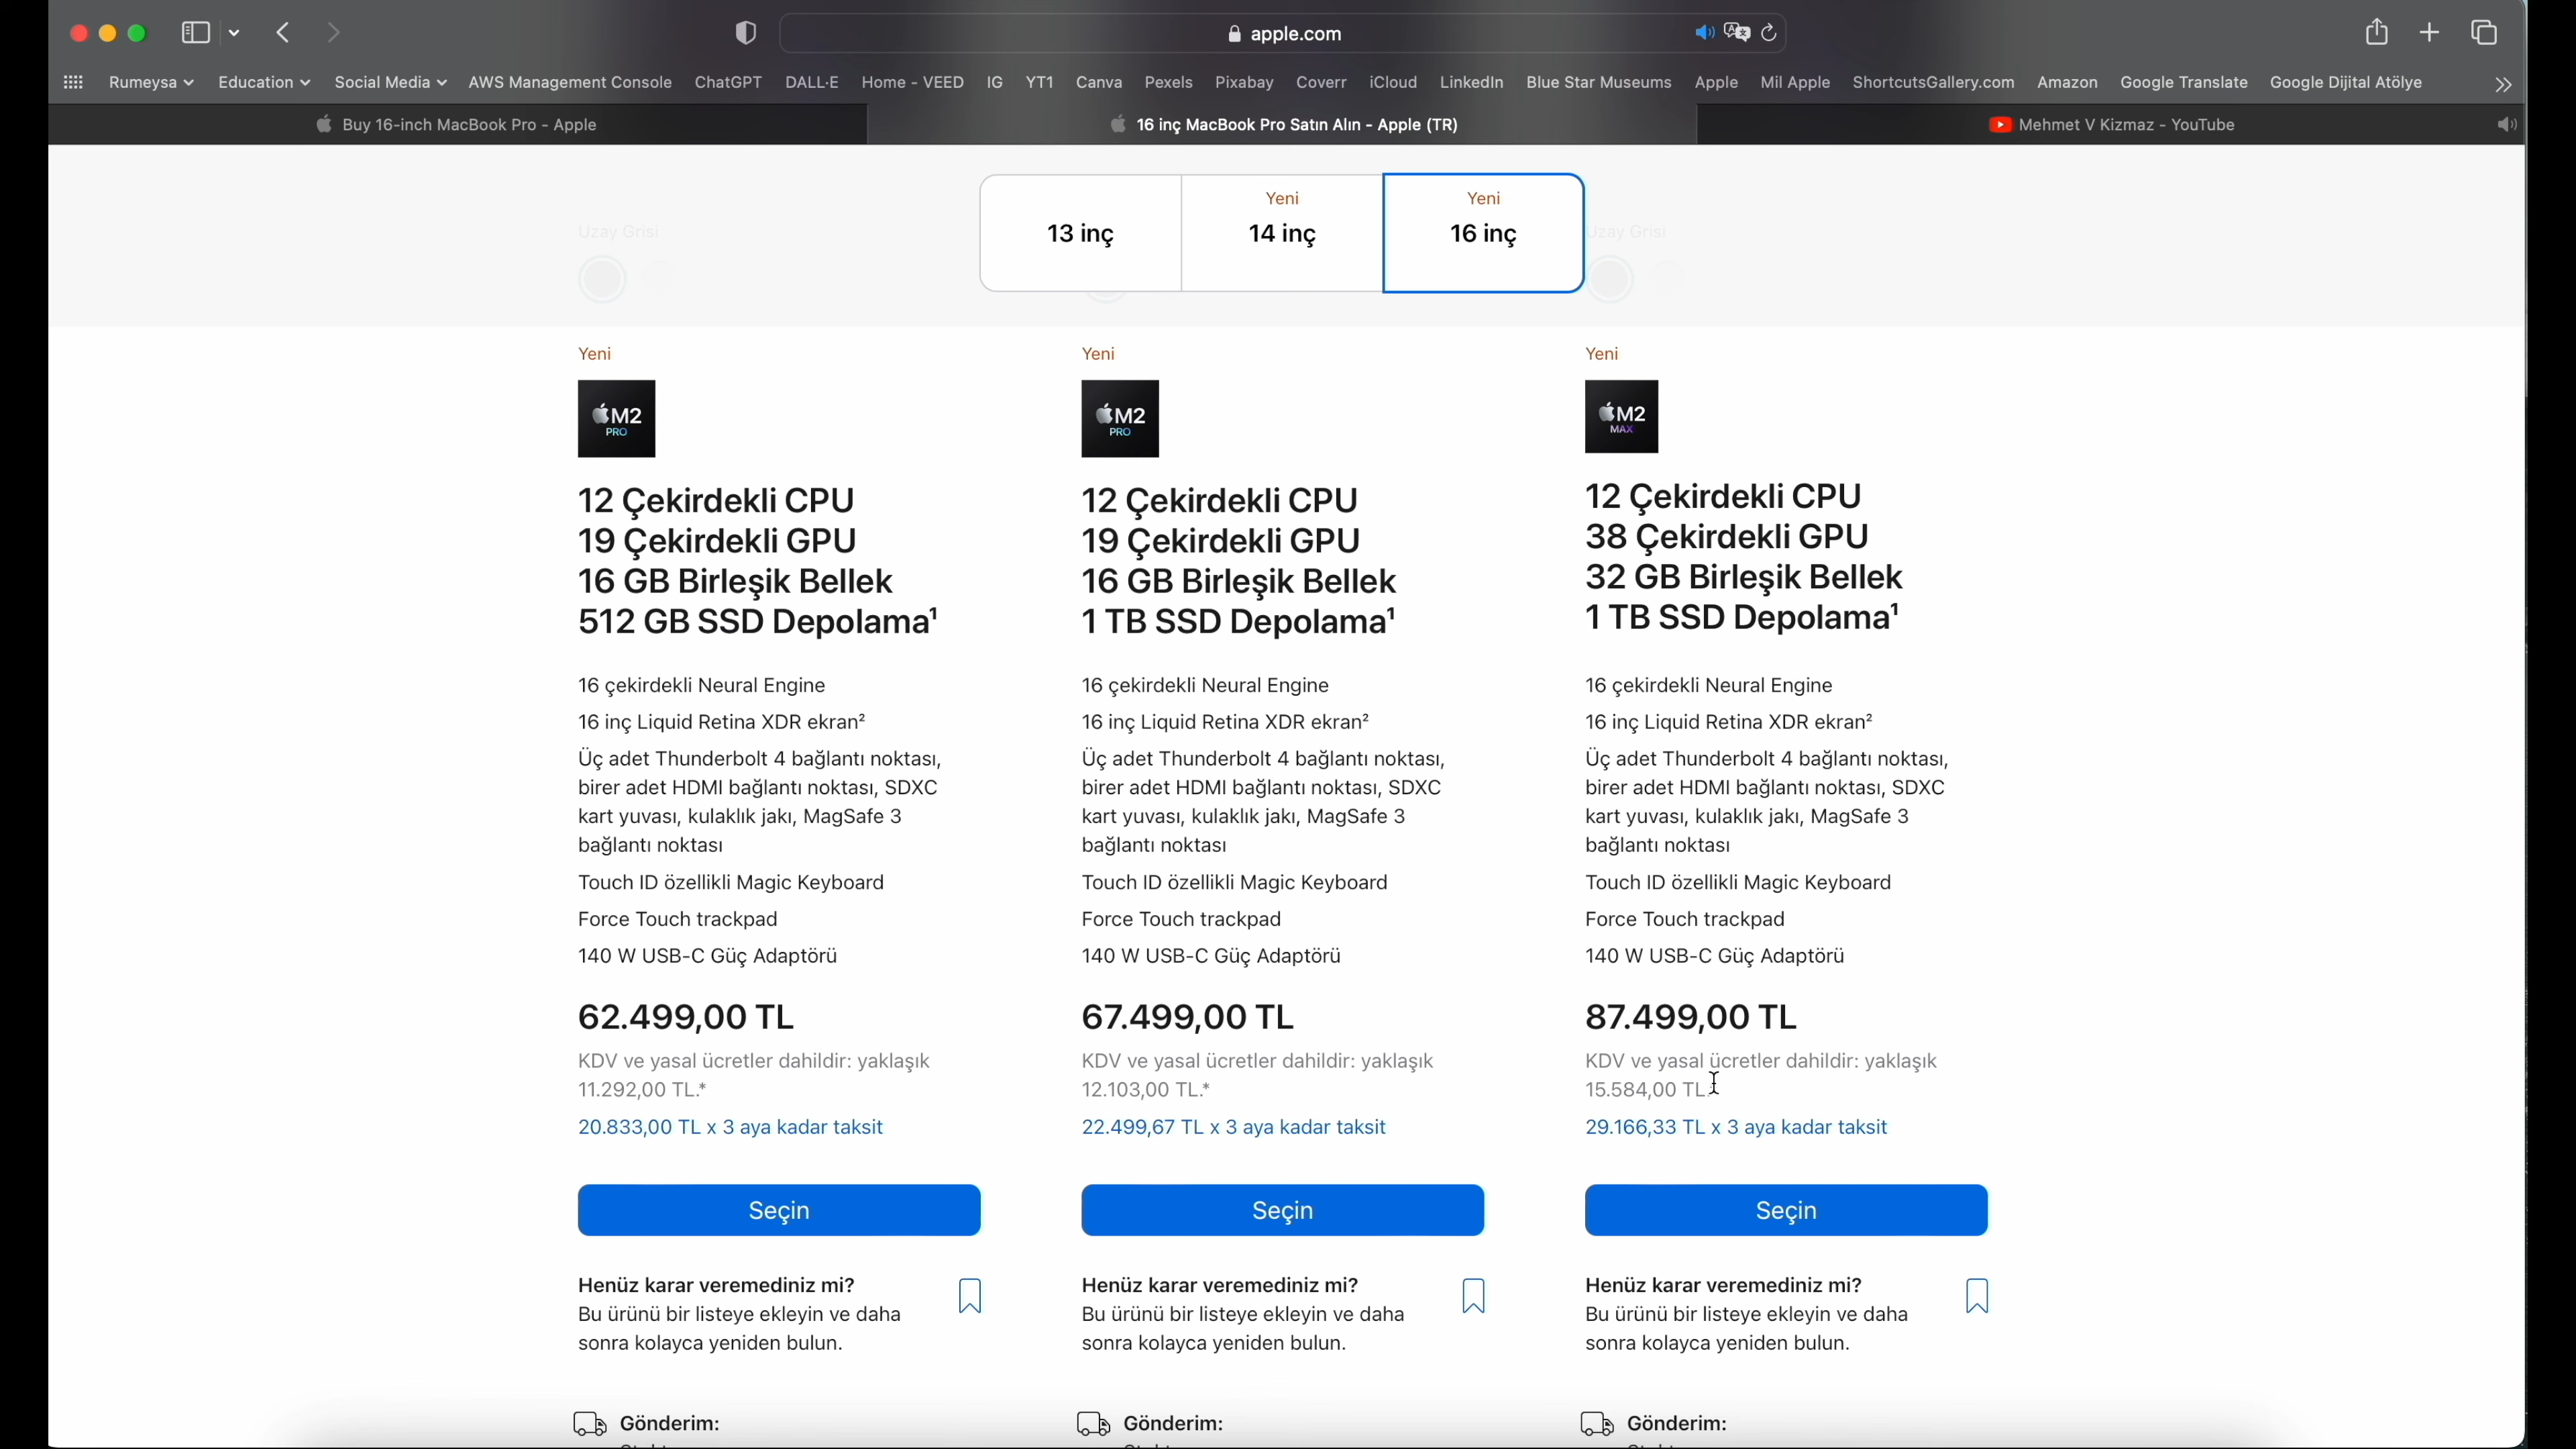 apple.com
Rumeysa
Education
Social Media
AWS Management Console
ChatGPT
DALL·E
Home - VEED
IG
YT1
Canva
Pexels
Pixabay
Coverr
iCloud
LinkedIn
Blue Star Museums
Apple
Mil Apple
ShortcutsGallery.com
Amazon
Google Translate
Google Dijital Atölye
Buy 16-inch MacBook Pro - Apple
16 inç MacBook Pro Satın Alın - Apple (TR)
Mehmet V Kizmaz - YouTube
13 inç
Yeni
14 inç
Yeni
16 inç
Uzay Grisi
Uzay Grisi
Yeni
M2
PRO
12 Çekirdekli CPU
19 Çekirdekli GPU
16 GB Birleşik Bellek
512 GB SSD Depolama¹
16 çekirdekli Neural Engine
16 inç Liquid Retina XDR ekran²
Üç adet Thunderbolt 4 bağlantı noktası,
birer adet HDMI bağlantı noktası, SDXC
kart yuvası, kulaklık jakı, MagSafe 3
bağlantı noktası
Touch ID özellikli Magic Keyboard
Force Touch trackpad
140 W USB-C Güç Adaptörü
62.499,00 TL
KDV ve yasal ücretler dahildir: yaklaşık
11.292,00 TL.*
20.833,00 TL x 3 aya kadar taksit
Seçin
Henüz karar veremediniz mi?
Bu ürünü bir listeye ekleyin ve daha
sonra kolayca yeniden bulun.
Gönderim:
Yeni
M2
PRO
12 Çekirdekli CPU
19 Çekirdekli GPU
16 GB Birleşik Bellek
1 TB SSD Depolama¹
16 çekirdekli Neural Engine
16 inç Liquid Retina XDR ekran²
Üç adet Thunderbolt 4 bağlantı noktası,
birer adet HDMI bağlantı noktası, SDXC
kart yuvası, kulaklık jakı, MagSafe 3
bağlantı noktası
Touch ID özellikli Magic Keyboard
Force Touch trackpad
140 W USB-C Güç Adaptörü
67.499,00 TL
KDV ve yasal ücretler dahildir: yaklaşık
12.103,00 TL.*
22.499,67 TL x 3 aya kadar taksit
Seçin
Henüz karar veremediniz mi?
Bu ürünü bir listeye ekleyin ve daha
sonra kolayca yeniden bulun.
Gönderim:
Yeni
M2
MAX
12 Çekirdekli CPU
38 Çekirdekli GPU
32 GB Birleşik Bellek
1 TB SSD Depolama¹
16 çekirdekli Neural Engine
16 inç Liquid Retina XDR ekran²
Üç adet Thunderbolt 4 bağlantı noktası,
birer adet HDMI bağlantı noktası, SDXC
kart yuvası, kulaklık jakı, MagSafe 3
bağlantı noktası
Touch ID özellikli Magic Keyboard
Force Touch trackpad
140 W USB-C Güç Adaptörü
87.499,00 TL
KDV ve yasal ücretler dahildir: yaklaşık
15.584,00 TL.
29.166,33 TL x 3 aya kadar taksit
Seçin
Henüz karar veremediniz mi?
Bu ürünü bir listeye ekleyin ve daha
sonra kolayca yeniden bulun.
Gönderim: